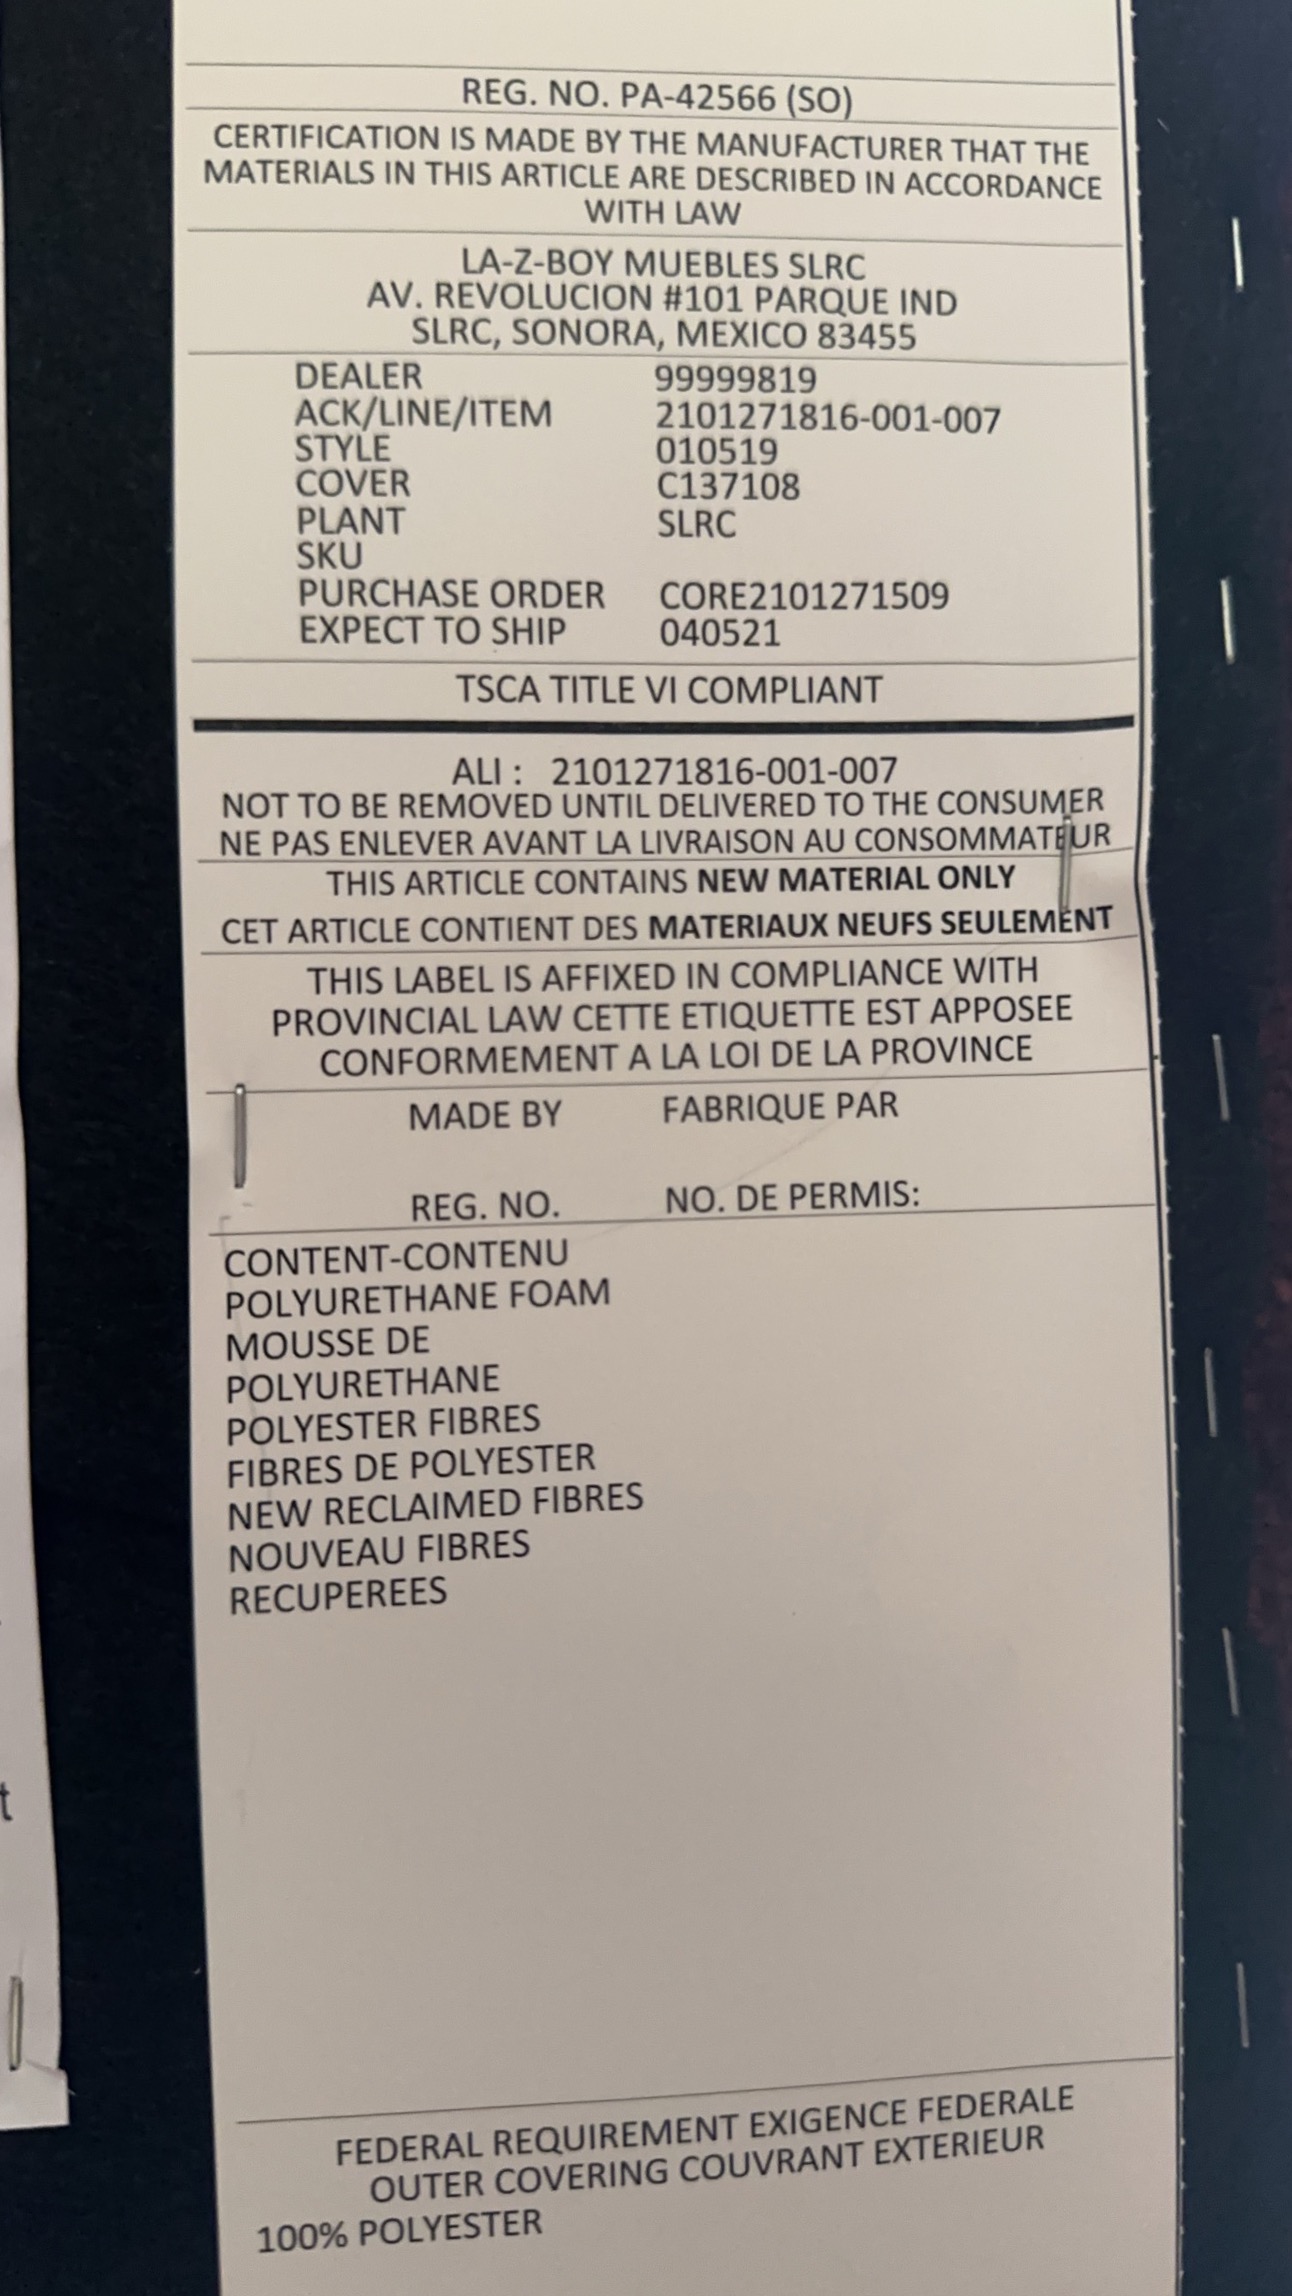 REG. NO. PA-42566 (SO)
CERTIFICATION IS MADE BY THE MANUFACTURER THAT THE
MATERIALS IN THIS ARTICLE ARE DESCRIBED IN ACCORDANCE
WITH LAW
LA-Z-BOY MUEBLES SLRC
AV. REVOLUCION #101 PARQUE IND
SLRC, SONORA, MEXICO 83455
DEALER 99999819
ACK/LINE/ITEM 2101271816-001-007
STYLE 010519
COVER C137108
PLANT SLRC
SKU
PURCHASE ORDER CORE2101271509
EXPECT TO SHIP 040521
TSCA TITLE VI COMPLIANT
ALI : 2101271816-001-007
NOT TO BE REMOVED UNTIL DELIVERED TO THE CONSUMER
NE PAS ENLEVER AVANT LA LIVRAISON AU CONSOMMATEUR
THIS ARTICLE CONTAINS NEW MATERIAL ONLY
CET ARTICLE CONTIENT DES MATERIAUX NEUFS SEULEMENT
THIS LABEL IS AFFIXED IN COMPLIANCE WITH
PROVINCIAL LAW CETTE ETIQUETTE EST APPOSEE
CONFORMEMENT A LA LOI DE LA PROVINCE
MADE BY FABRIQUE PAR
REG. NO. NO. DE PERMIS:
CONTENT-CONTENU
POLYURETHANE FOAM
MOUSSE DE
POLYURETHANE
POLYESTER FIBRES
FIBRES DE POLYESTER
NEW RECLAIMED FIBRES
NOUVEAU FIBRES
RECUPEREES
t
FEDERAL REQUIREMENT EXIGENCE FEDERALE
OUTER COVERING COUVRANT EXTERIEUR
100% POLYESTER